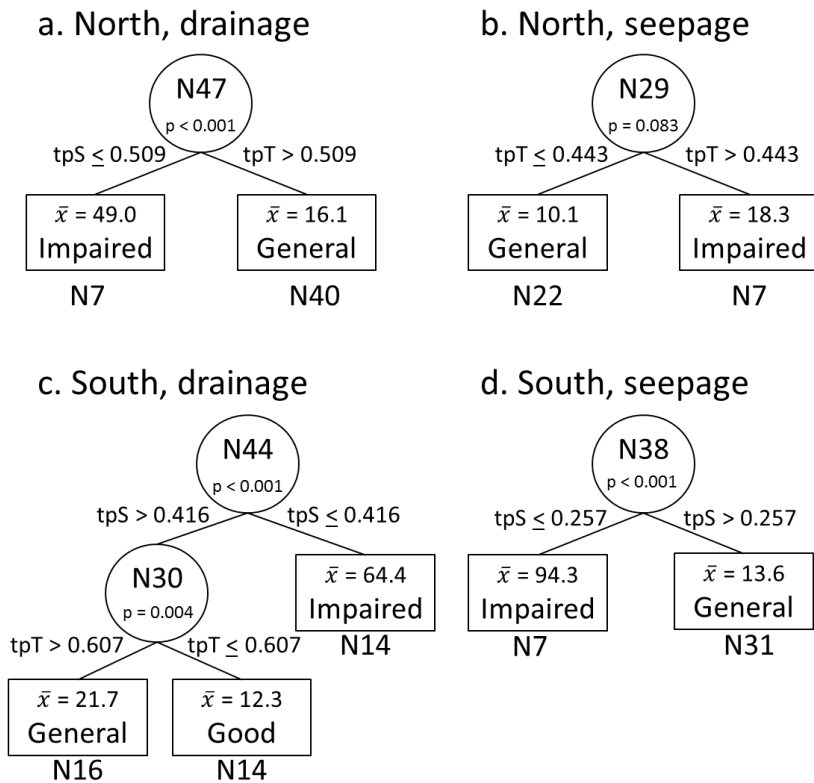 a. North, drainage
N47
p < 0.001
tpS ≤ 0.509
tpT > 0.509
x̄ = 49.0
Impaired
N7
x̄ = 16.1
General
N40
b. North, seepage
N29
p = 0.083
tpT ≤ 0.443
tpT > 0.443
x̄ = 10.1
General
N22
x̄ = 18.3
Impaired
N7
c. South, drainage
N44
p < 0.001
tpS > 0.416
tpS ≤ 0.416
N30
p = 0.004
x̄ = 64.4
Impaired
N14
tpT > 0.607
tpT ≤ 0.607
x̄ = 21.7
General
N16
x̄ = 12.3
Good
N14
d. South, seepage
N38
p < 0.001
tpS ≤ 0.257
tpS > 0.257
x̄ = 94.3
Impaired
N7
x̄ = 13.6
General
N31